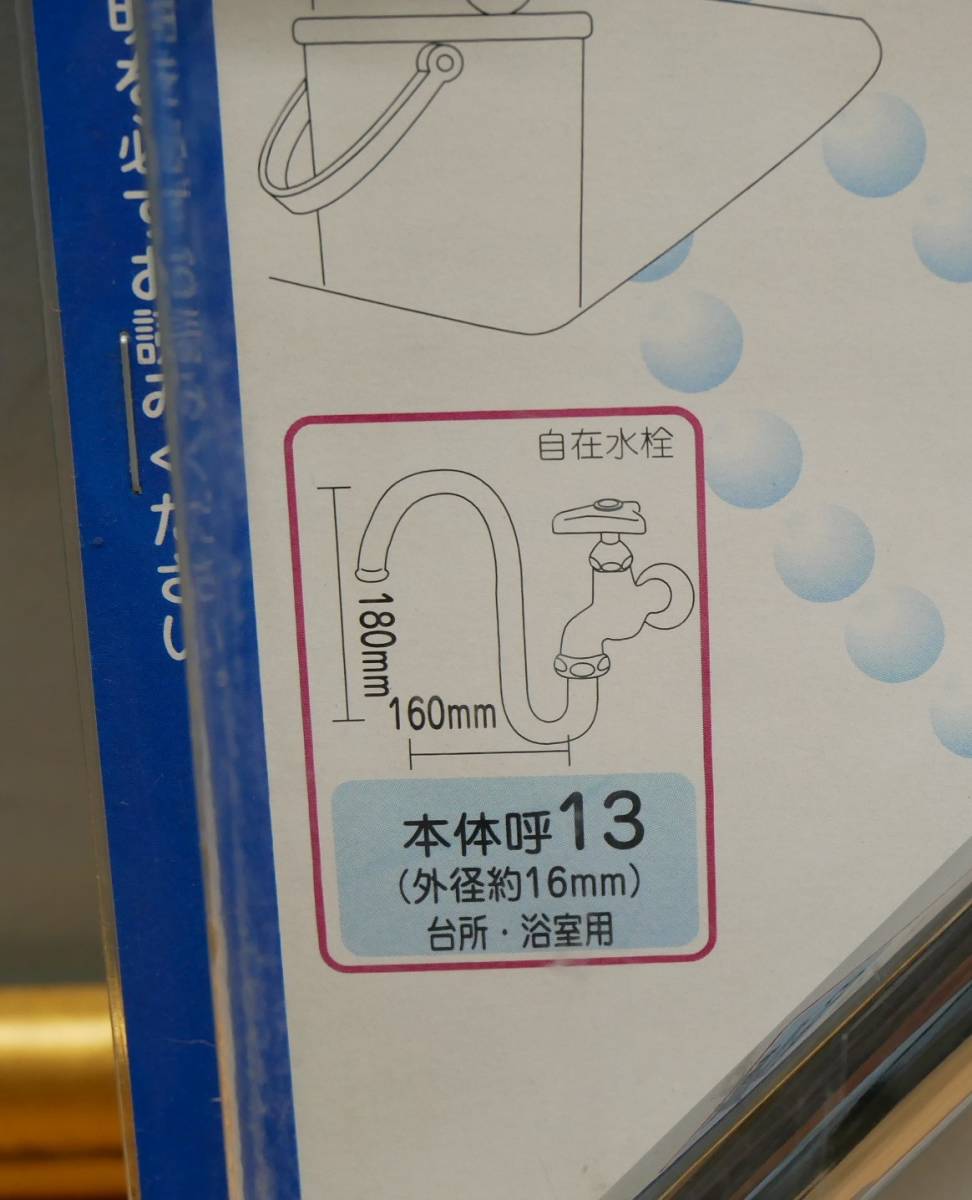 自在水栓
180mm
160mm
本体呼13
(外径約16mm)
台所・浴室用